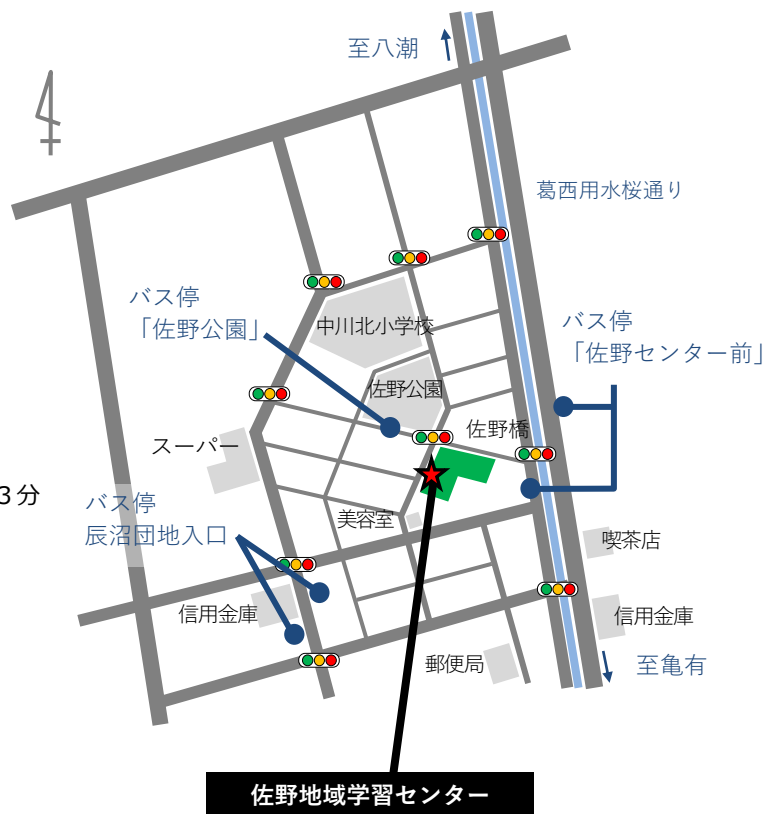 至八潮
葛西用水桜通り
バス停
「佐野公園」
中川北小学校
バス停
「佐野センター前」
佐野公園
佐野橋
スーパー
3分
バス停
辰沼団地入口
美容室
喫茶店
信用金庫
信用金庫
郵便局
至亀有
佐野地域学習センター